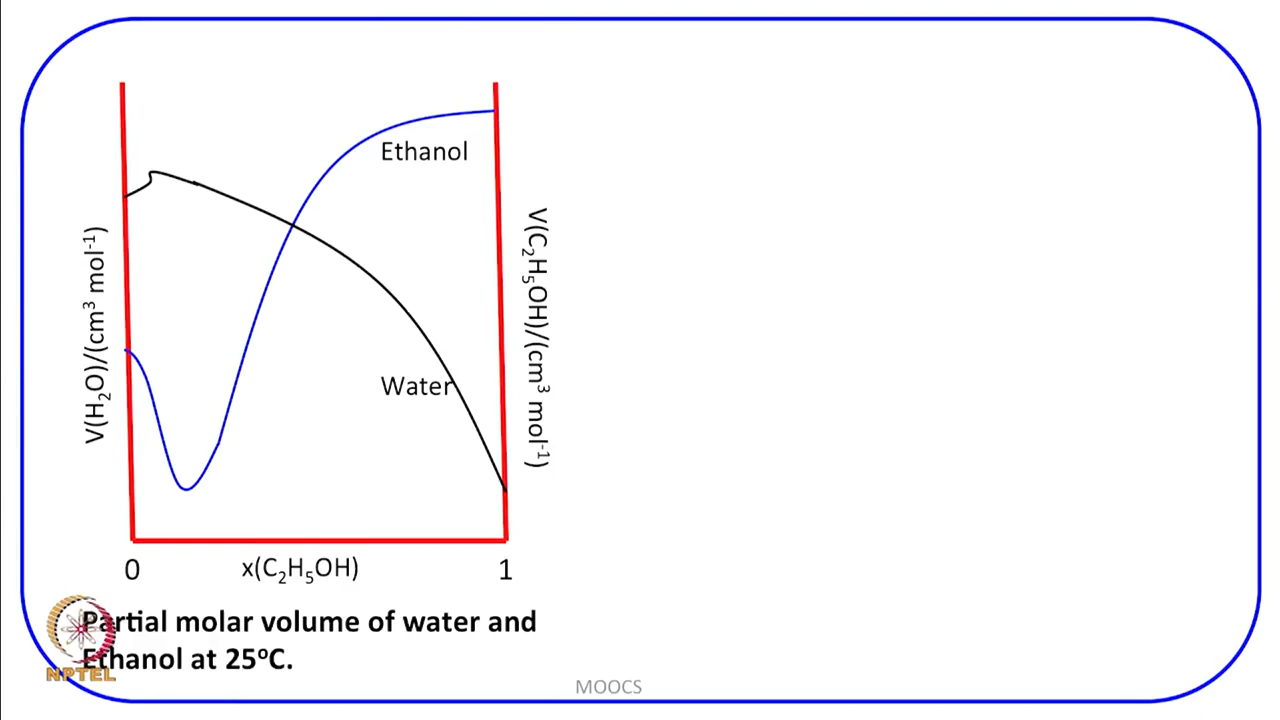 Ethanol
V(H₂O)/(cm³ mol⁻¹)
V(C₂H₅OH)/(cm³ mol⁻¹)
Water
0
x(C₂H₅OH)
1
Partial molar volume of water and
Ethanol at 25ºC.
NPTEL
MOOCS